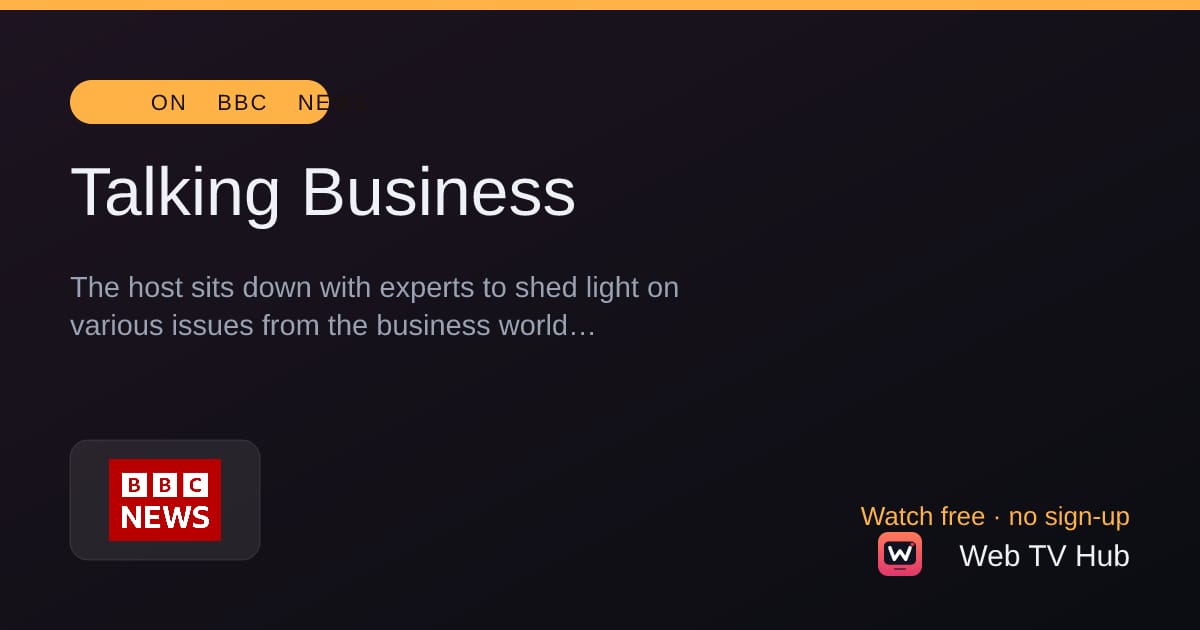 ON BBC NEWS
Talking Business
The host sits down with experts to shed light on
various issues from the business world…
BBC
NEWS
Watch free · no sign-up
W
Web TV Hub